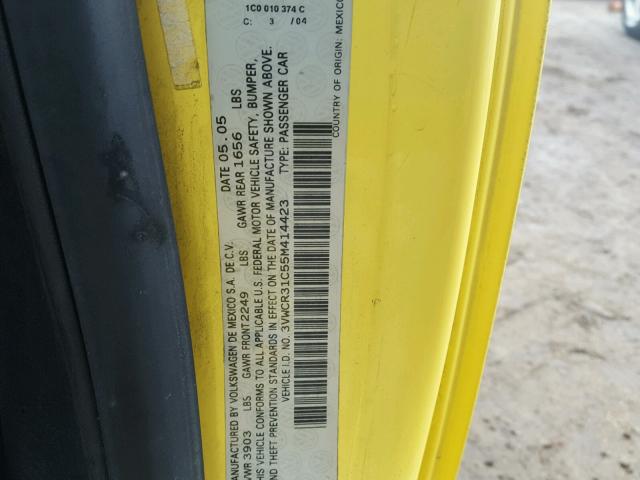 1C0 010 374 C
C: 3 /04
MANUFACTURED BY VOLKSWAGEN DE MEXICO S.A. DE C.V. DATE 05.05
3903 LBS GAWR FRONT 2249 LBS GAWR REAR 1656 LBS
VEHICLE CONFORMS TO ALL APPLICABLE U.S. FEDERAL MOTOR VEHICLE SAFETY, BUMPER,
AND THEFT PREVENTION STANDARDS IN EFFECT ON THE DATE OF MANUFACTURE SHOWN ABOVE.
VEHICLE I.D. NO. 3VWCR31C55M414423 TYPE: PASSENGER CAR
COUNTRY OF ORIGIN: MEXICO